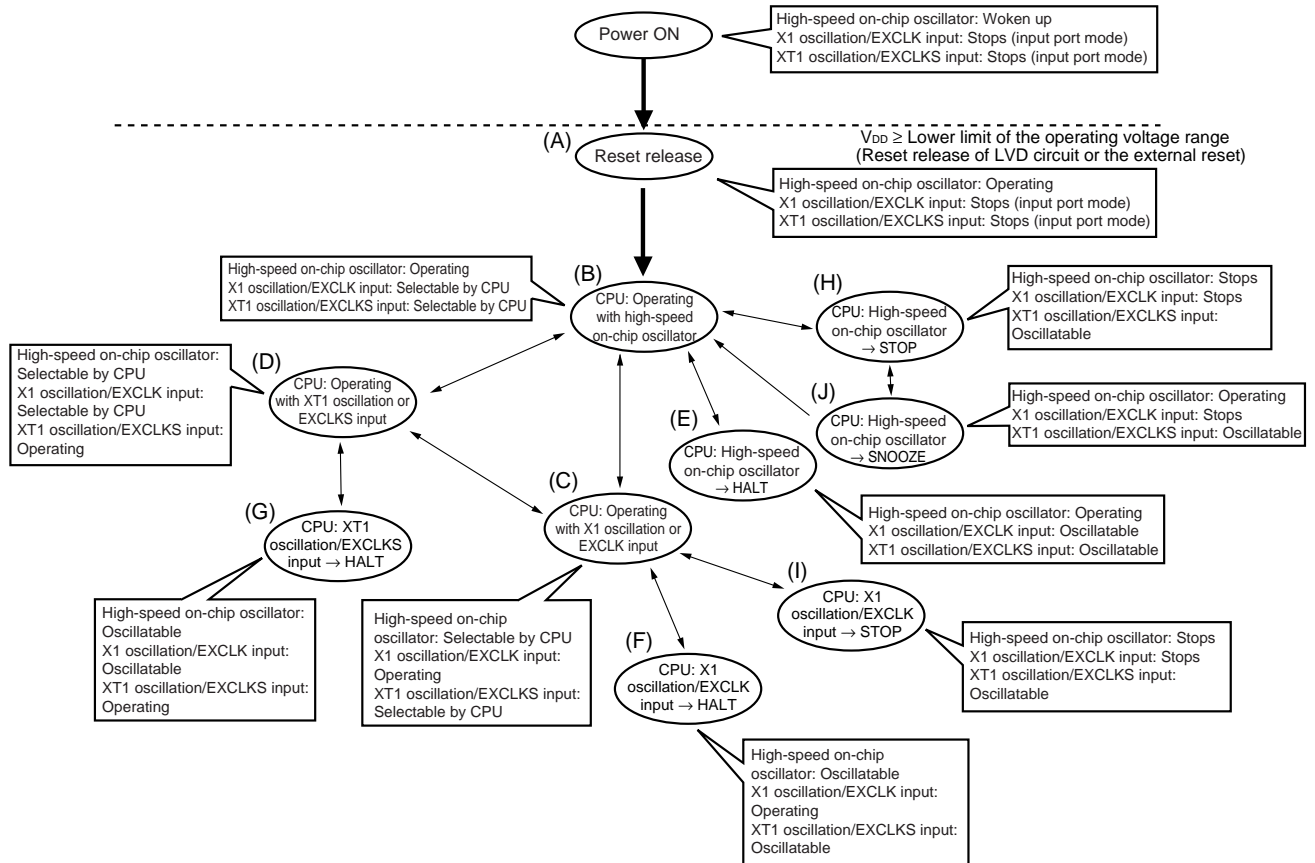 Power ON
High-speed on-chip oscillator: Woken up
X1 oscillation/EXCLK input: Stops (input port mode)
XT1 oscillation/EXCLKS input: Stops (input port mode)
(A)
Reset release
VDD ≥ Lower limit of the operating voltage range
(Reset release of LVD circuit or the external reset)
High-speed on-chip oscillator: Operating
X1 oscillation/EXCLK input: Stops (input port mode)
XT1 oscillation/EXCLKS input: Stops (input port mode)
High-speed on-chip oscillator: Operating
X1 oscillation/EXCLK input: Selectable by CPU
XT1 oscillation/EXCLKS input: Selectable by CPU
(B)
CPU: Operating
with high-speed
on-chip oscillator
(H)
CPU: High-speed
on-chip oscillator
→ STOP
High-speed on-chip oscillator: Stops
X1 oscillation/EXCLK input: Stops
XT1 oscillation/EXCLKS input:
Oscillatable
High-speed on-chip oscillator:
Selectable by CPU
X1 oscillation/EXCLK input:
Selectable by CPU
XT1 oscillation/EXCLKS input:
Operating
(D)
CPU: Operating
with XT1 oscillation or
EXCLKS input
(J)
CPU: High-speed
on-chip oscillator
→ SNOOZE
High-speed on-chip oscillator: Operating
X1 oscillation/EXCLK input: Stops
XT1 oscillation/EXCLKS input: Oscillatable
(E)
CPU: High-speed
on-chip oscillator
→ HALT
High-speed on-chip oscillator: Operating
X1 oscillation/EXCLK input: Oscillatable
XT1 oscillation/EXCLKS input: Oscillatable
(G)
CPU: XT1
oscillation/EXCLKS
input → HALT
(C)
CPU: Operating
with X1 oscillation or
EXCLK input
High-speed on-chip oscillator:
Oscillatable
X1 oscillation/EXCLK input:
Oscillatable
XT1 oscillation/EXCLKS input:
Operating
High-speed on-chip
oscillator: Selectable by CPU
X1 oscillation/EXCLK input:
Operating
XT1 oscillation/EXCLKS input:
Selectable by CPU
(I)
CPU: X1
oscillation/EXCLK
input → STOP
High-speed on-chip oscillator: Stops
X1 oscillation/EXCLK input: Stops
XT1 oscillation/EXCLKS input:
Oscillatable
(F)
CPU: X1
oscillation/EXCLK
input → HALT
High-speed on-chip
oscillator: Oscillatable
X1 oscillation/EXCLK input:
Operating
XT1 oscillation/EXCLKS input:
Oscillatable